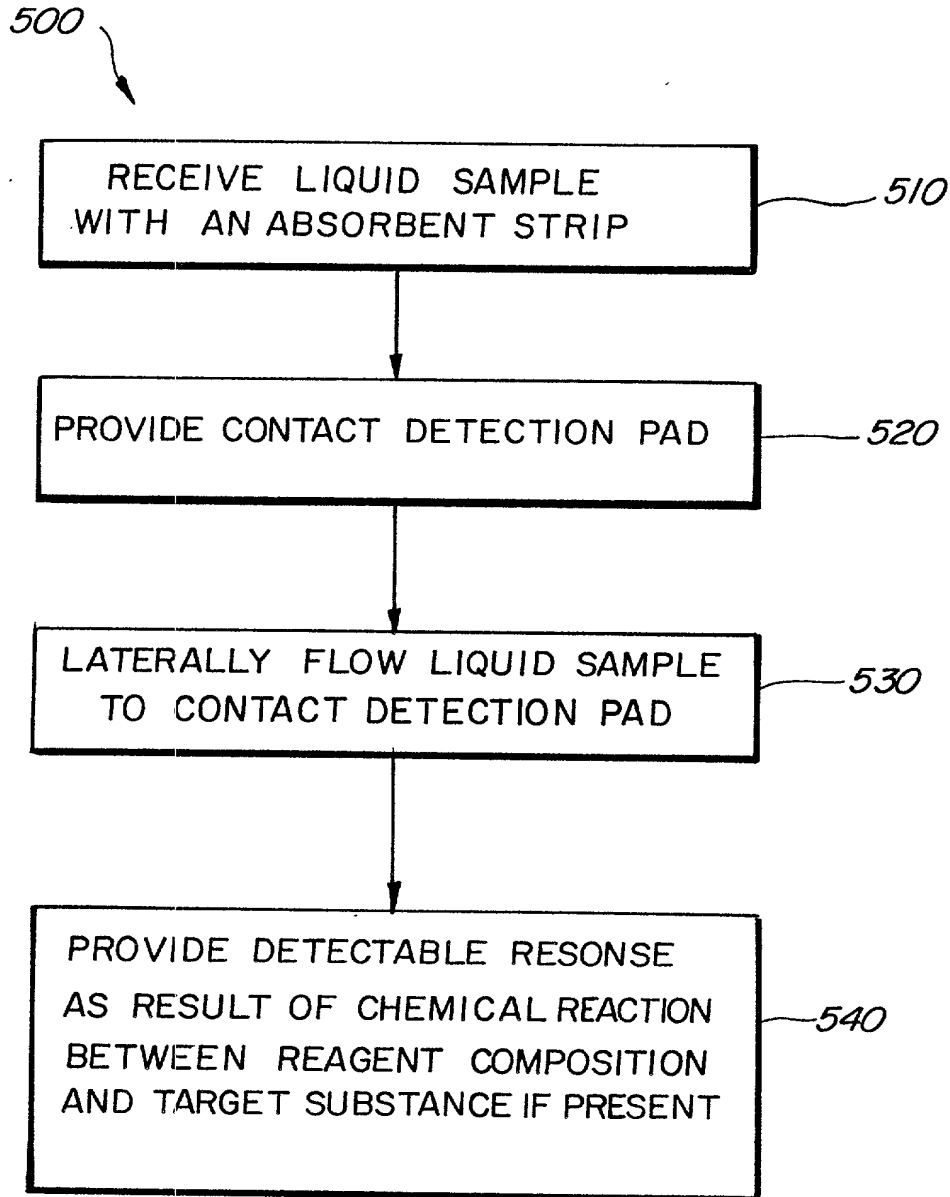 500
RECEIVE LIQUID SAMPLE
WITH AN ABSORBENT STRIP
510
PROVIDE CONTACT DETECTION PAD
520
LATERALLY FLOW LIQUID SAMPLE
TO CONTACT DETECTION PAD
530
PROVIDE DETECTABLE RESONSE
AS RESULT OF CHEMICAL REACTION
BETWEEN REAGENT COMPOSITION
AND TARGET SUBSTANCE IF PRESENT
540